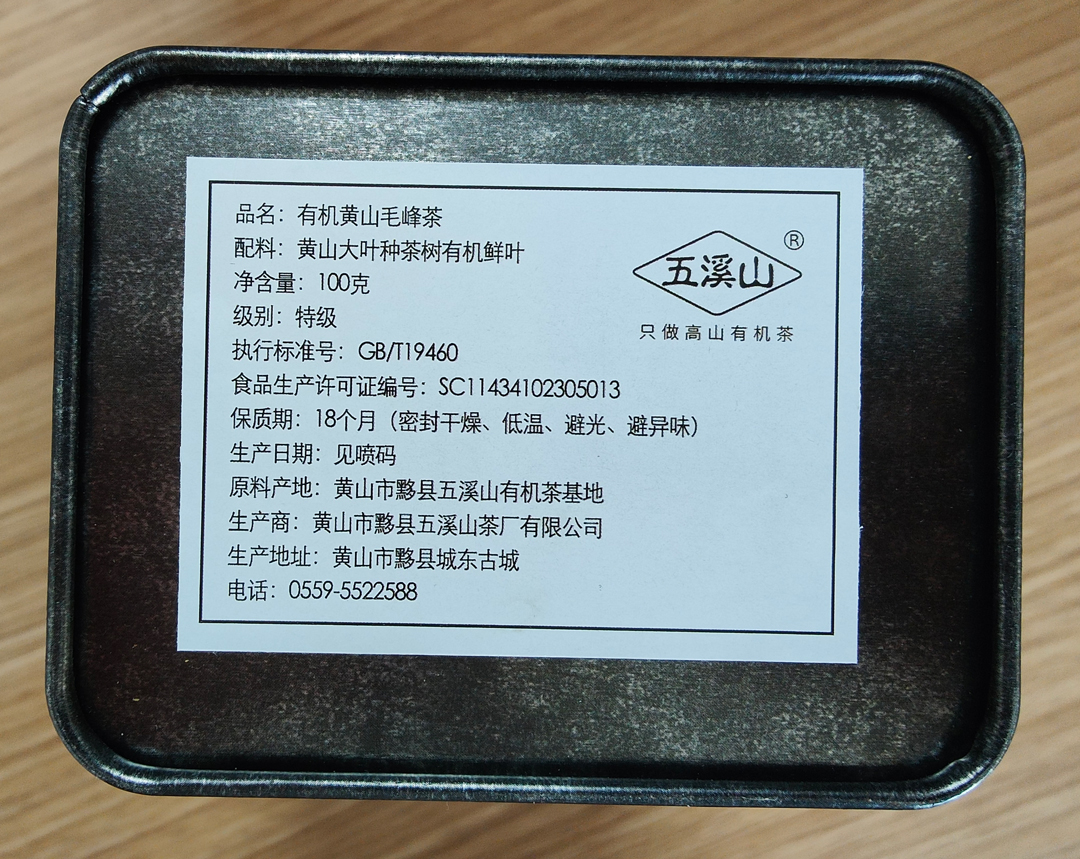 品名：有机黄山毛峰茶
配料：黄山大叶种茶树有机鲜叶
净含量：100克
级别：特级
执行标准号：GB/T19460
食品生产许可证编号：SC11434102305013
保质期：18个月（密封干燥、低温、避光、避异味）
生产日期：见喷码
原料产地：黄山市黟县五溪山有机茶基地
生产商：黄山市黟县五溪山茶厂有限公司
生产地址：黄山市黟县城东古城
电话：0559-5522588
五溪山®
只做高山有机茶